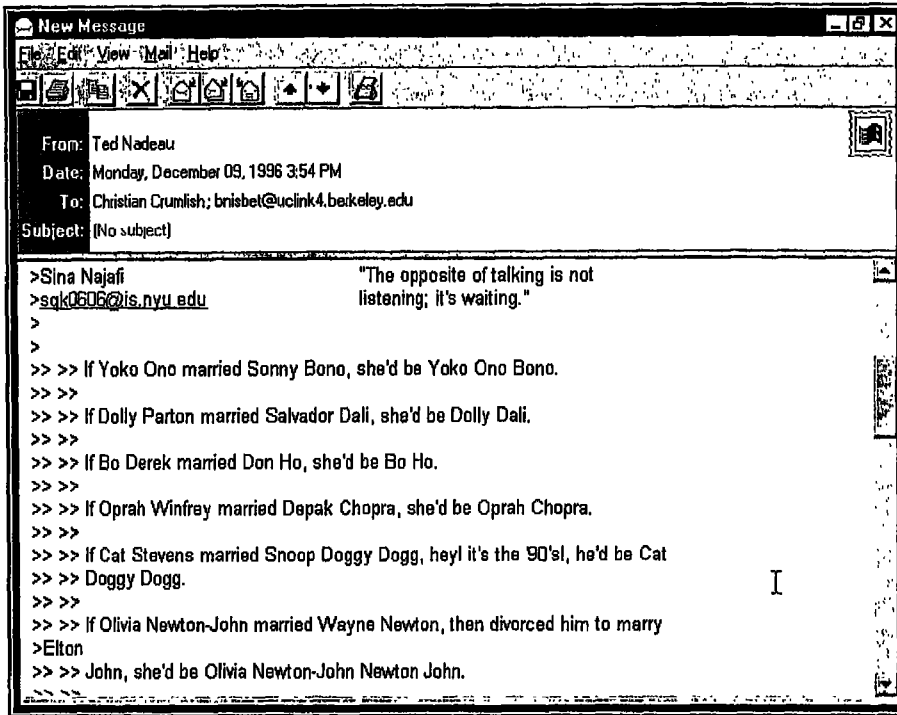 New Message
File Edit View Mail Help
From: Ted Nadeau
Date: Monday, December 09, 1996 3:54 PM
To: Christian Crumlish; bnisbet@uclink4.berkeley.edu
Subject: (No subject)
>Sina Najafi "The opposite of talking is not
>sqk0606@is.nyu.edu listening; it's waiting."
>
>
>> >> If Yoko Ono married Sonny Bono, she'd be Yoko Ono Bono.
>> >>
>> >> If Dolly Parton married Salvador Dali, she'd be Dolly Dali.
>> >>
>> >> If Bo Derek married Don Ho, she'd be Bo Ho.
>> >>
>> >> If Oprah Winfrey married Depak Chopra, she'd be Oprah Chopra.
>> >>
>> >> If Cat Stevens married Snoop Doggy Dogg, hey! it's the '90's!, he'd be Cat
>> >> Doggy Dogg.
>> >>
>> >> If Olivia Newton-John married Wayne Newton, then divorced him to marry
>Elton
>> >> John, she'd be Olivia Newton-John Newton John.
>> >>